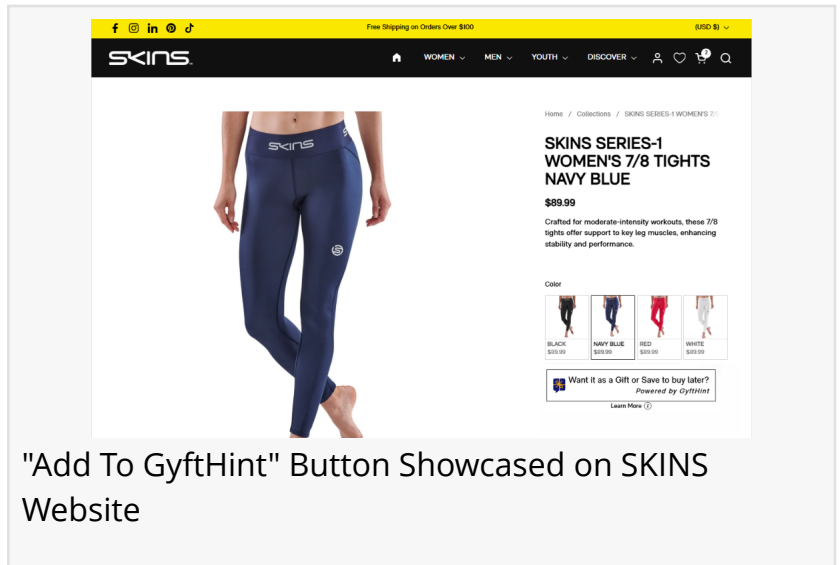 Free Shipping on Orders Over $100
(USD $)
SKINS
WOMEN
MEN
YOUTH
DISCOVER
2
Home / Collections / SKINS SERIES-1 WOMEN'S 7/
SKINS SERIES-1
WOMEN'S 7/8 TIGHTS
NAVY BLUE
$89.99
Crafted for moderate-intensity workouts, these 7/8
tights offer support to key leg muscles, enhancing
stability and performance.
SKINS
Color
BLACK
$89.99
NAVY BLUE
$89.99
RED
$89.99
WHITE
$89.99
Want it as a Gift or Save to buy later?
Powered by GyftHint
Learn More
"Add To GyftHint" Button Showcased on SKINS
Website